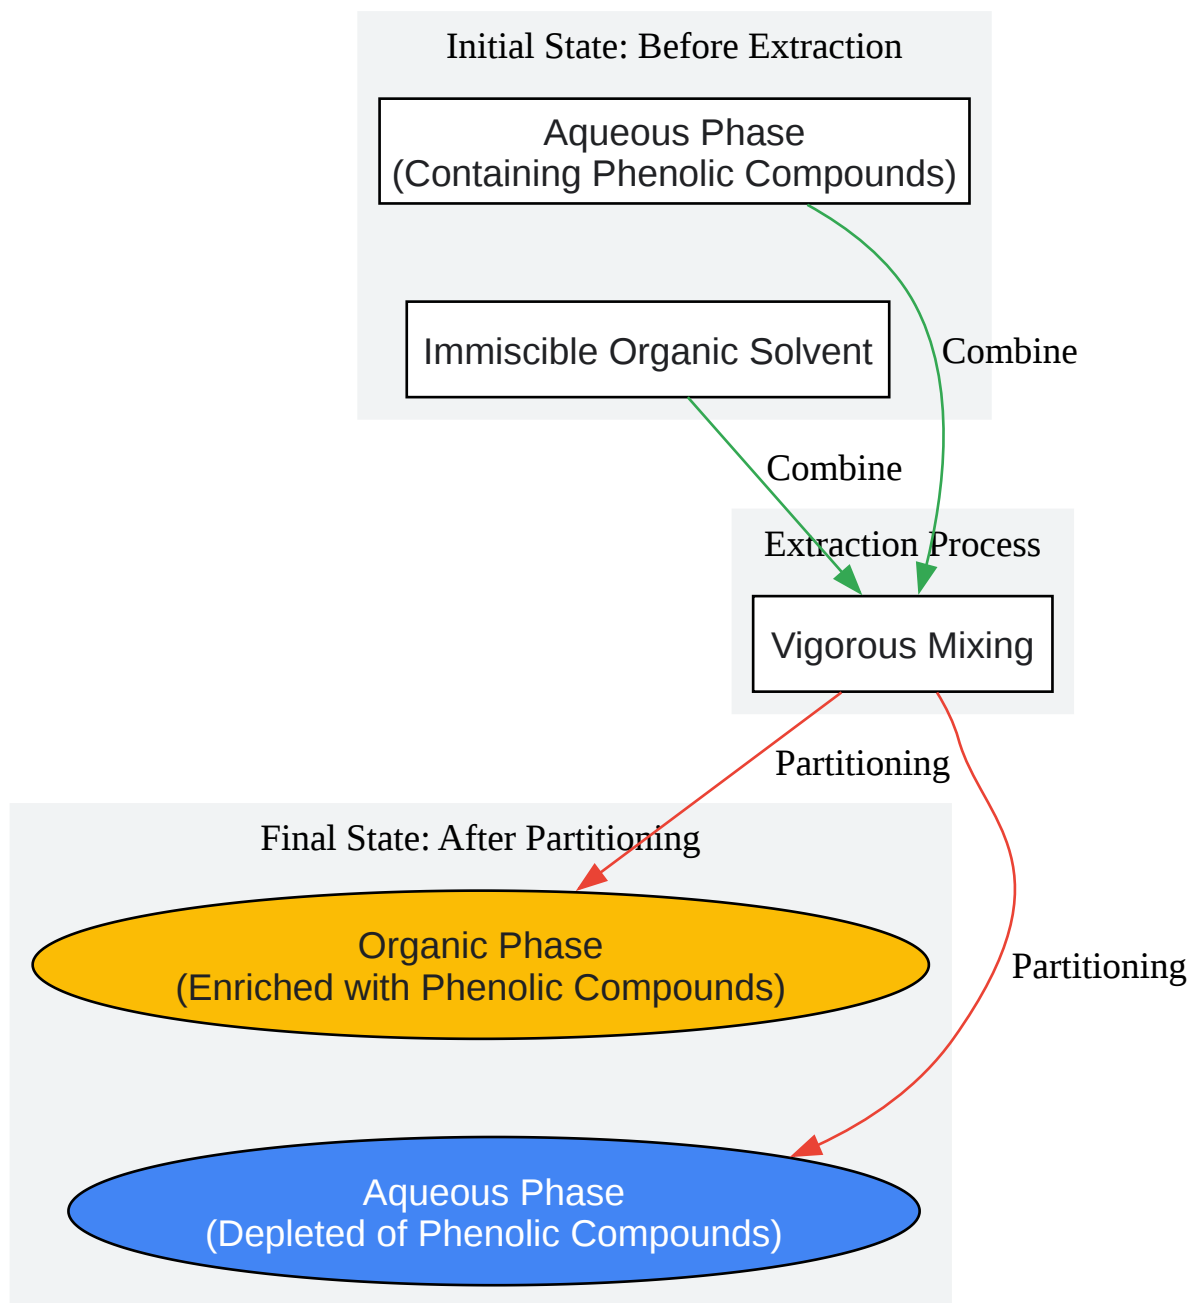 Initial State: Before Extraction
Aqueous Phase
(Containing Phenolic Compounds)
Immiscible Organic Solvent
Combine
Combine
Extraction Process
Vigorous Mixing
Partitioning
Final State: After Partitioning
Organic Phase
(Enriched with Phenolic Compounds)
Partitioning
Aqueous Phase
(Depleted of Phenolic Compounds)